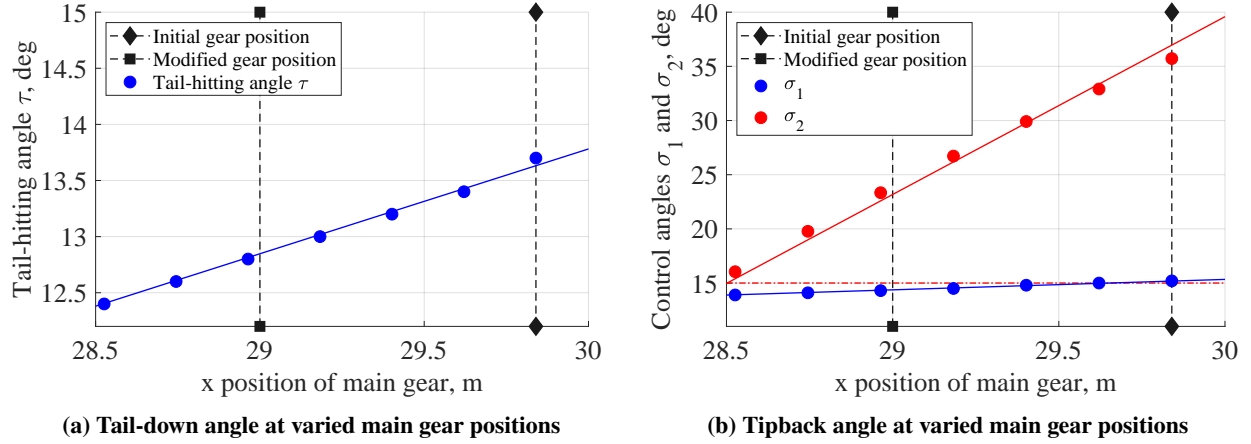 15
14.5
14
13.5
13
12.5
Tail-hitting angle τ, deg
Initial gear position
Modified gear position
Tail-hitting angle τ
28.5 29 29.5 30
x position of main gear, m
(a) Tail-down angle at varied main gear positions
40
35
30
25
20
15
Control angles σ1 and σ2, deg
Initial gear position
Modified gear position
σ1
σ2
28.5 29 29.5 30
x position of main gear, m
(b) Tipback angle at varied main gear positions